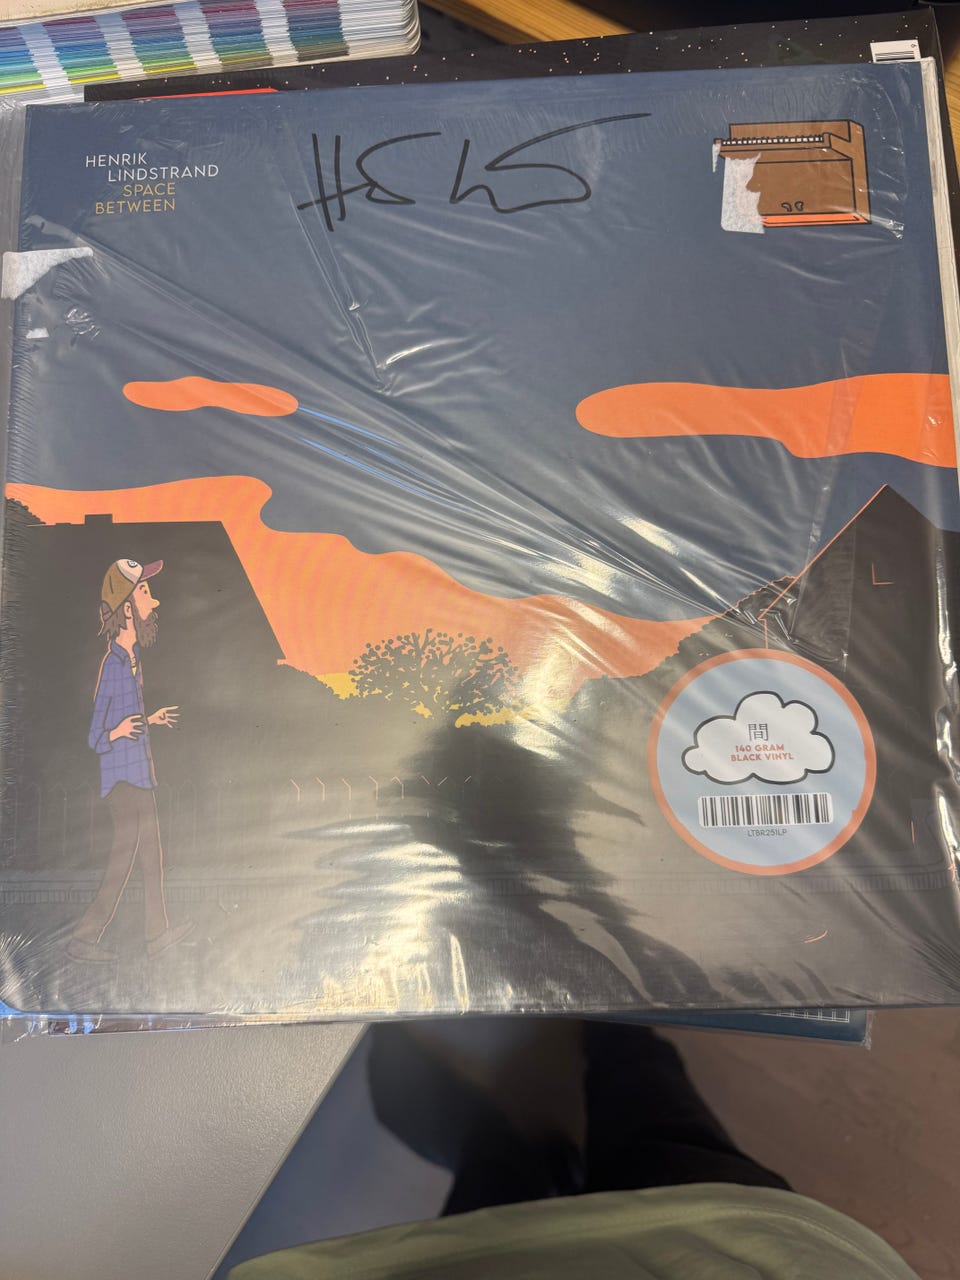 HENRIK
LINDSTRAND
SPACE
BETWEEN
間
140 GRAM
BLACK VINYL
LTBR251LP